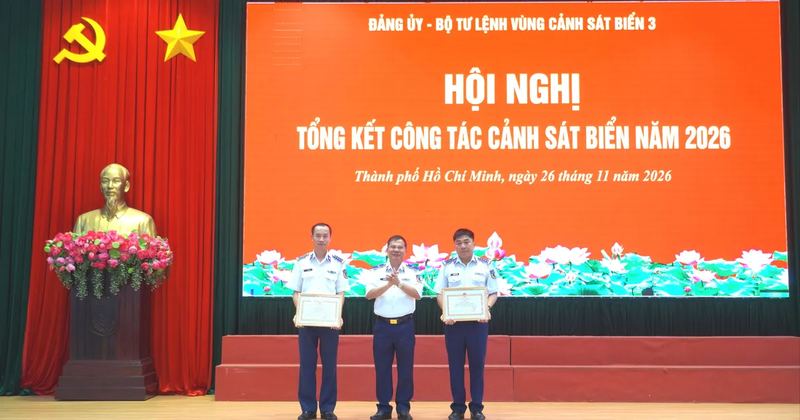 ĐẢNG ỦY - BỘ TƯ LỆNH VÙNG CẢNH SÁT BIỂN 3
HỘI NGHỊ
TỔNG KẾT CÔNG TÁC CẢNH SÁT BIỂN NĂM 2026
Thành phố Hồ Chí Minh, ngày 26 tháng 11 năm 2026